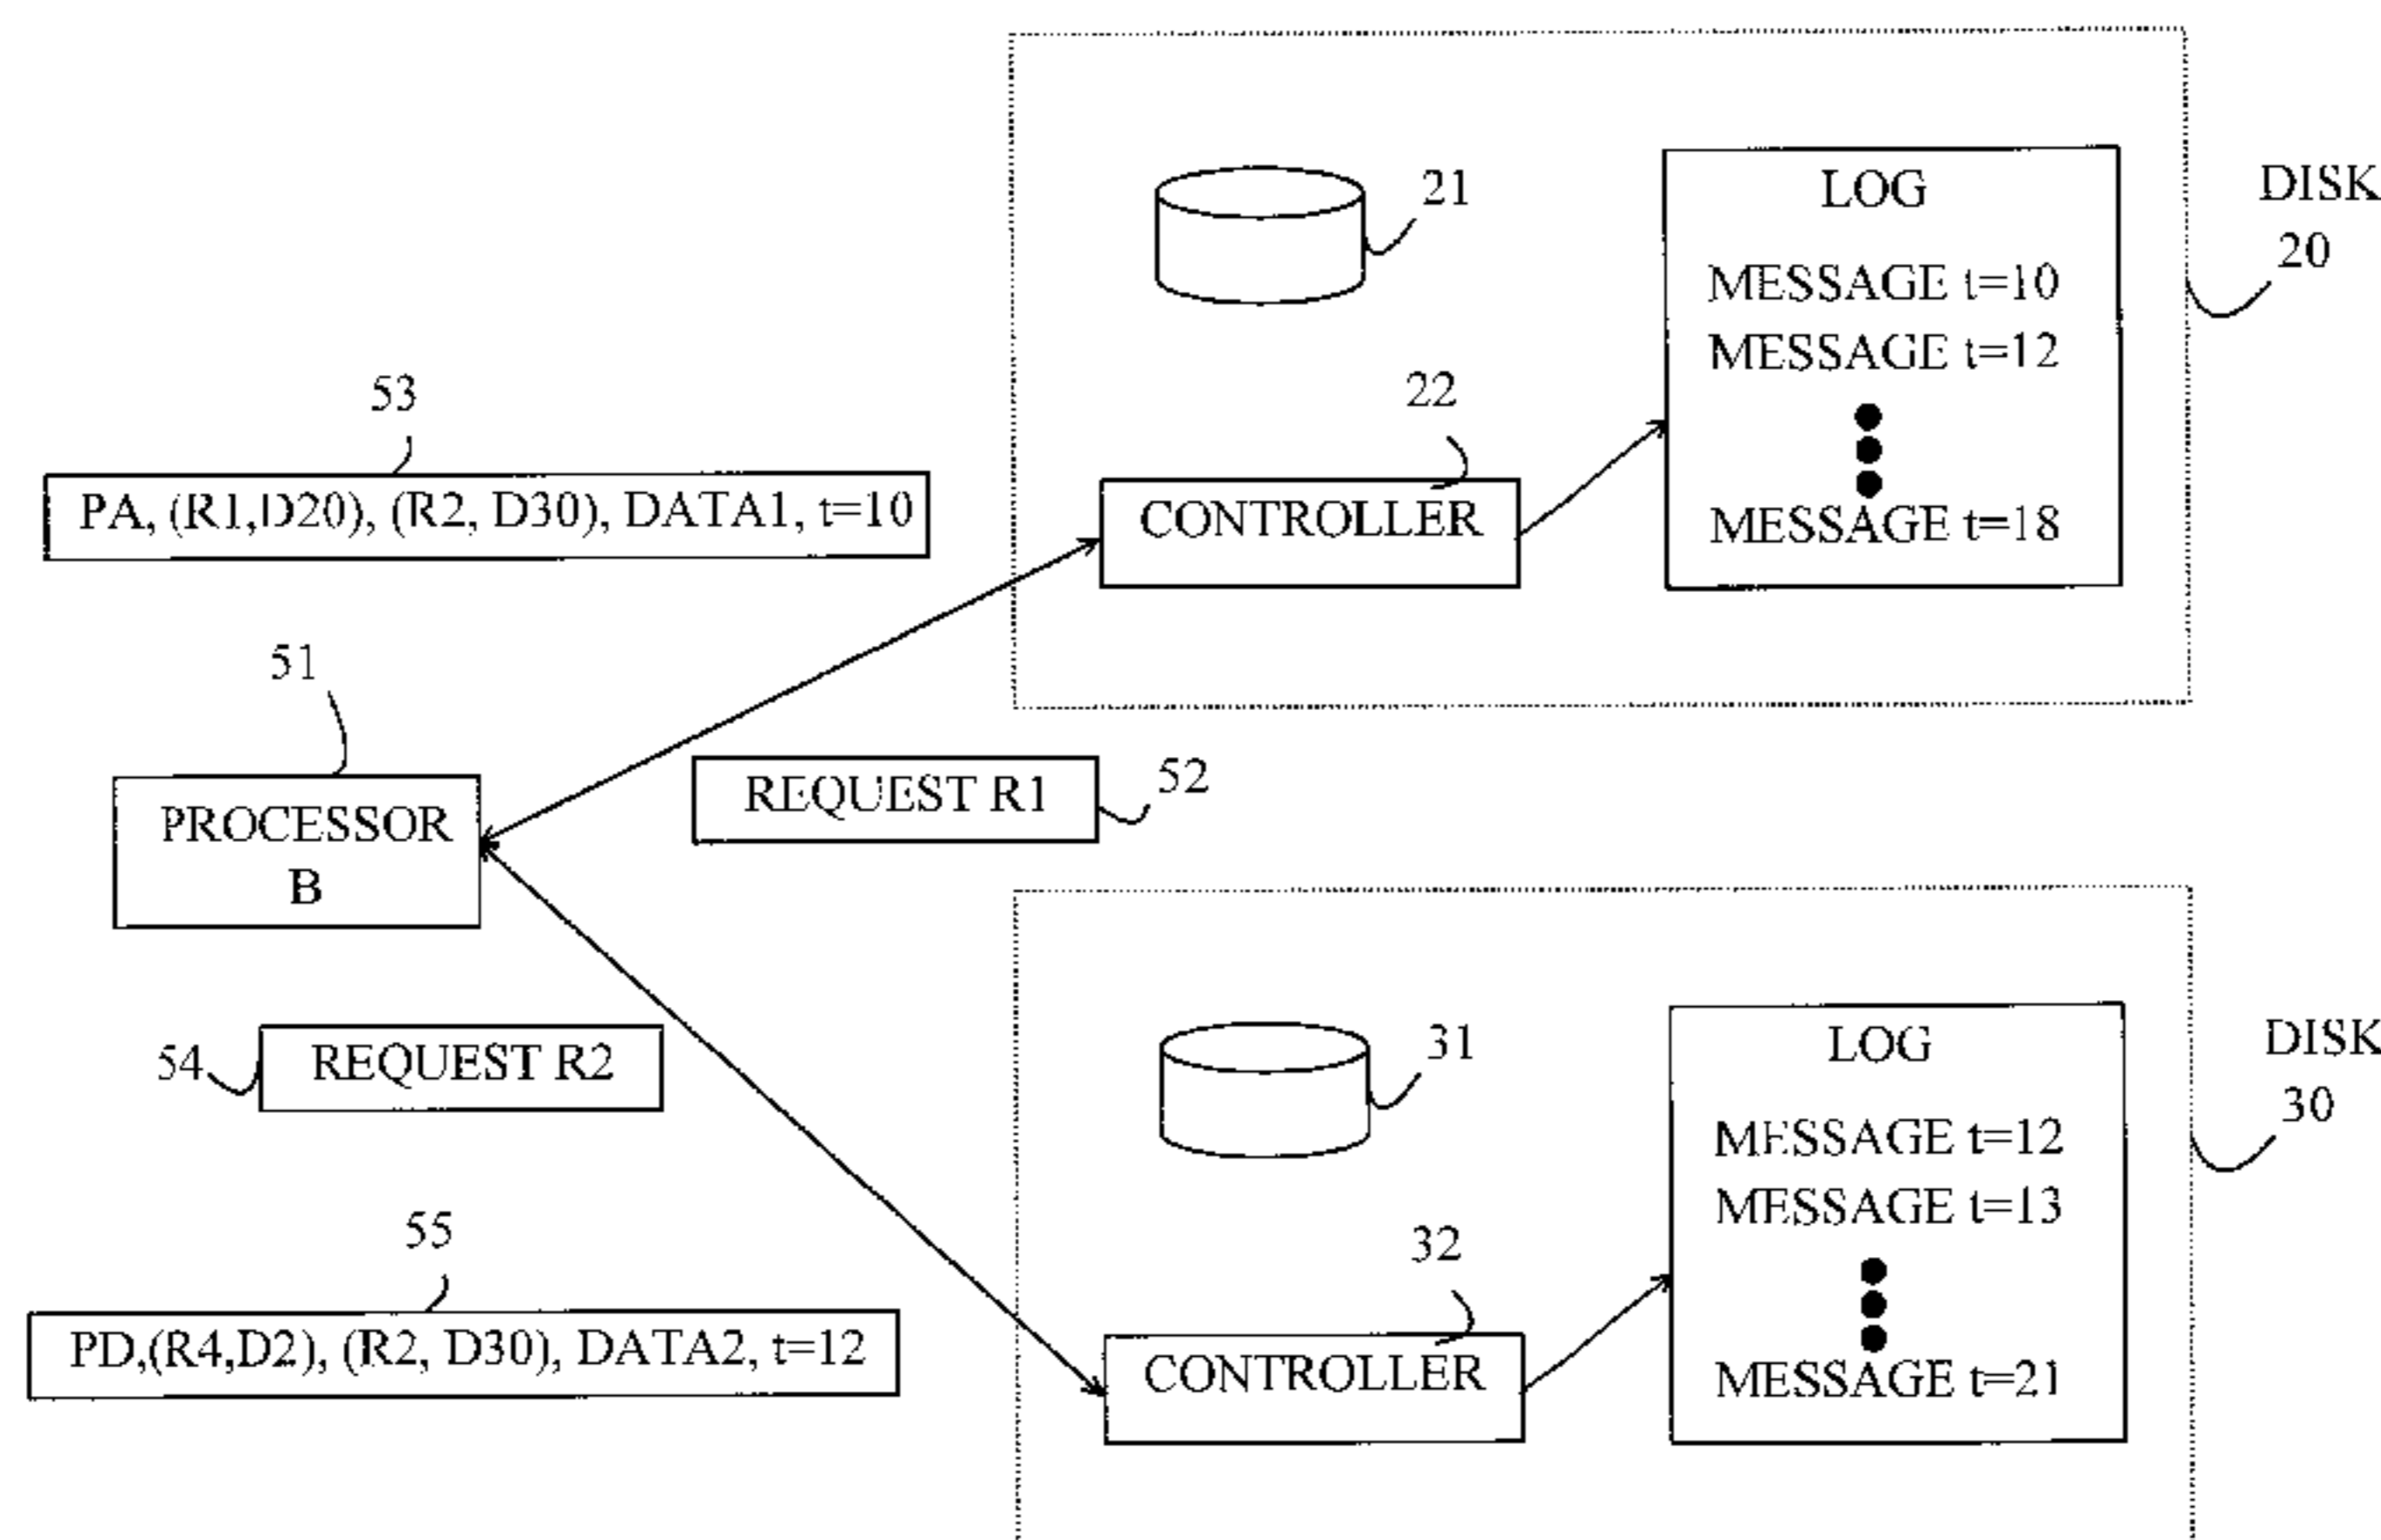 21
LOG
DISK
20
MESSAGE t=10
MESSAGE t=12
MESSAGE t=18
22
CONTROLLER
53
PA, (R1,D20), (R2, D30), DATA1, t=10
51
PROCESSOR
B
REQUEST R1
52
54
REQUEST R2
31
LOG
DISK
30
MESSAGE t=12
MESSAGE t=13
MESSAGE t=21
32
CONTROLLER
55
PD,(R4,D2), (R2, D30), DATA2, t=12